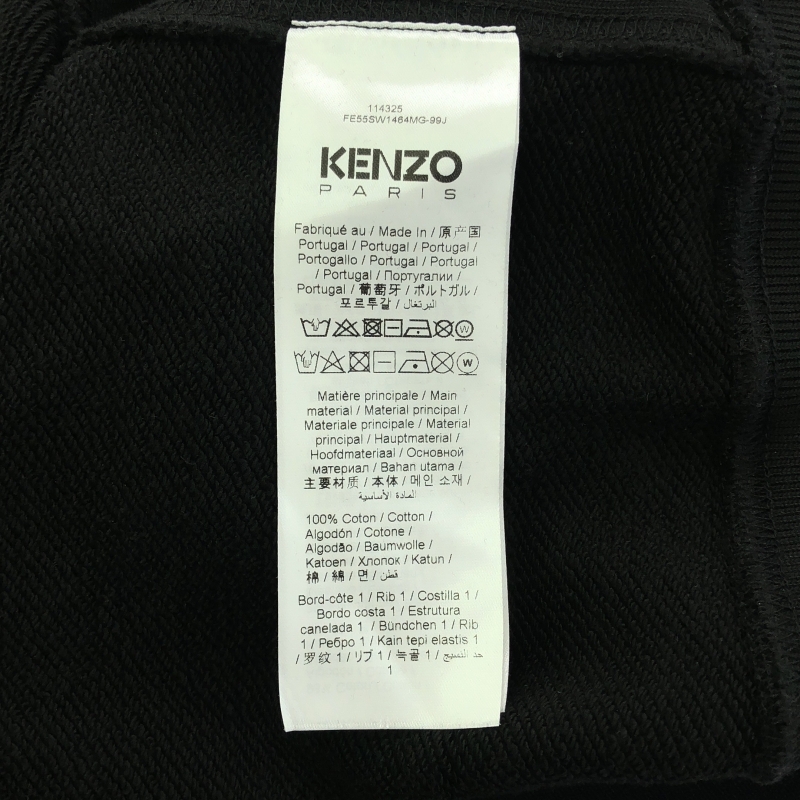 114325
FE55SW1464MG-99J
KENZO
PARIS
Fabriqué au / Made In / 原产国
Portugal / Portugal / Portugal /
Portogallo / Portugal / Portugal
/ Portugal / Португалии /
Portugal / 葡萄牙 / ポルトガル /
포르투갈 / البرتغال /
W
W
Matière principale / Main
material / Material principal /
Materiale principale / Material
principal / Hauptmaterial /
Hoofdmateriaal / Основной
материал / Bahan utama /
主要材质 / 本体 / 메인 소재 /
المادة الأساسية
100% Coton / Cotton /
Algodón / Cotone /
Algodão / Baumwolle /
Katoen / Хлопок / Katun /
棉 / 綿 / 면 / قطن
Bord-côte 1 / Rib 1 / Costilla 1 /
Bordo costa 1 / Estrutura
canelada 1 / Bündchen 1 / Rib
1 / Ребро 1 / Kain tepi elastis 1
/ 罗纹 1 / リブ 1 / 늑골 1 / حد النسيج
1